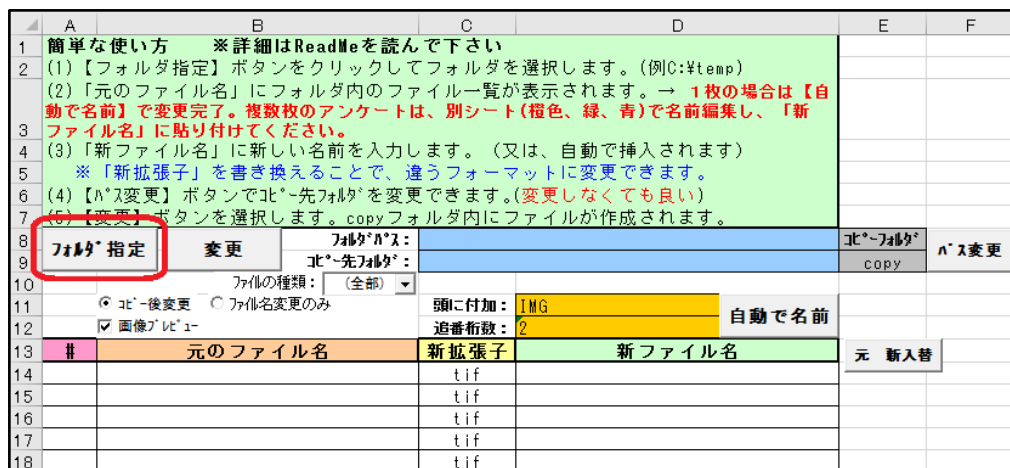 A B C D E F
1 簡単な使い方 ※詳細はReadMeを読んで下さい
2 (1)【フォルダ指定】ボタンをクリックしてフォルダを選択します。(例C:¥temp)
(2)「元のファイル名」にフォルダ内のファイル一覧が表示されます。→ 1枚の場合は【自
動で名前】で変更完了。複数枚のアンケートは、別シート(橙色、緑、青)で名前編集し、「新
3 ファイル名」に貼り付けてください。
4 (3)「新ファイル名」に新しい名前を入力します。(又は、自動で挿入されます)
5 ※「新拡張子」を書き換えることで、違うフォーマットに変更できます。
6 (4)【ﾊﾟｽ変更】ボタンでｺﾋﾟｰ先ﾌｫﾙﾀﾞを変更できます。(変更しなくても良い)
7 (5)【変更】ボタンを選択します。copyフォルダ内にファイルが作成されます。
8 ﾌｫﾙﾀﾞ指定 変更 ﾌｫﾙﾀﾞﾊﾟｽ： ｺﾋﾟｰﾌｫﾙﾀﾞ ﾊﾟｽ変更
9 ｺﾋﾟｰ先ﾌｫﾙﾀﾞ： copy
10 ﾌｧｲﾙの種類： (全部)
11 ｺﾋﾟｰ後変更 ﾌｧｲﾙ名変更のみ 頭に付加： IMG 自動で名前
12 画像ﾌﾟﾚﾋﾞｭｰ 追番桁数： 2
13 # 元のファイル名 新拡張子 新ファイル名 元 新入替
14 tif
15 tif
16 tif
17 tif
18 tif